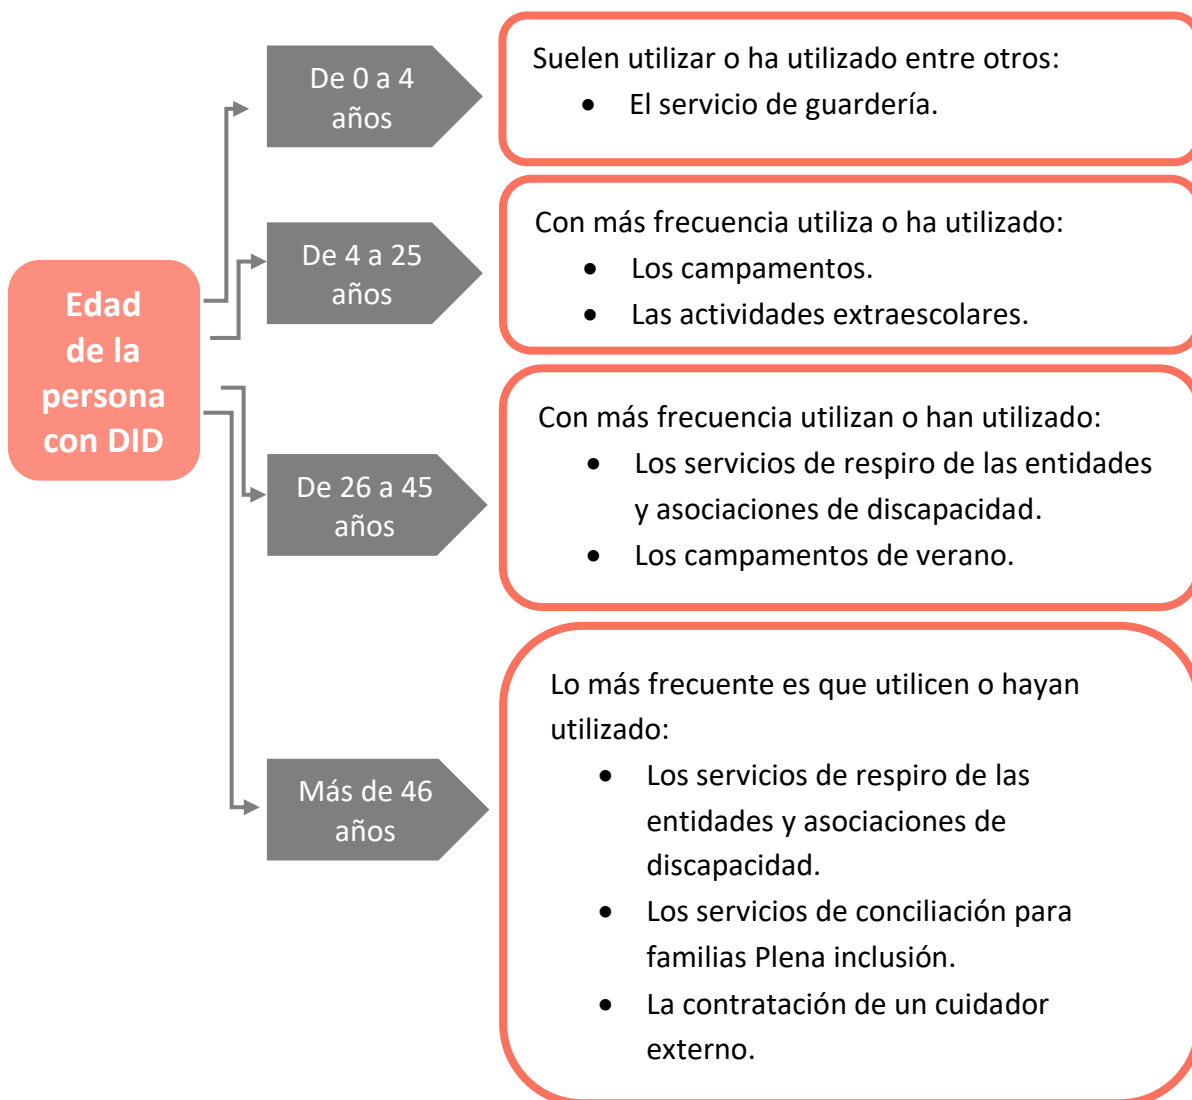 De 0 a 4
años
Suelen utilizar o ha utilizado entre otros:
• El servicio de guardería.
De 4 a 25
años
Con más frecuencia utiliza o ha utilizado:
• Los campamentos.
• Las actividades extraescolares.
Edad
de la
persona
con DID
De 26 a 45
años
Con más frecuencia utilizan o han utilizado:
• Los servicios de respiro de las entidades
y asociaciones de discapacidad.
• Los campamentos de verano.
Más de 46
años
Lo más frecuente es que utilicen o hayan
utilizado:
• Los servicios de respiro de las
entidades y asociaciones de
discapacidad.
• Los servicios de conciliación para
familias Plena inclusión.
• La contratación de un cuidador
externo.